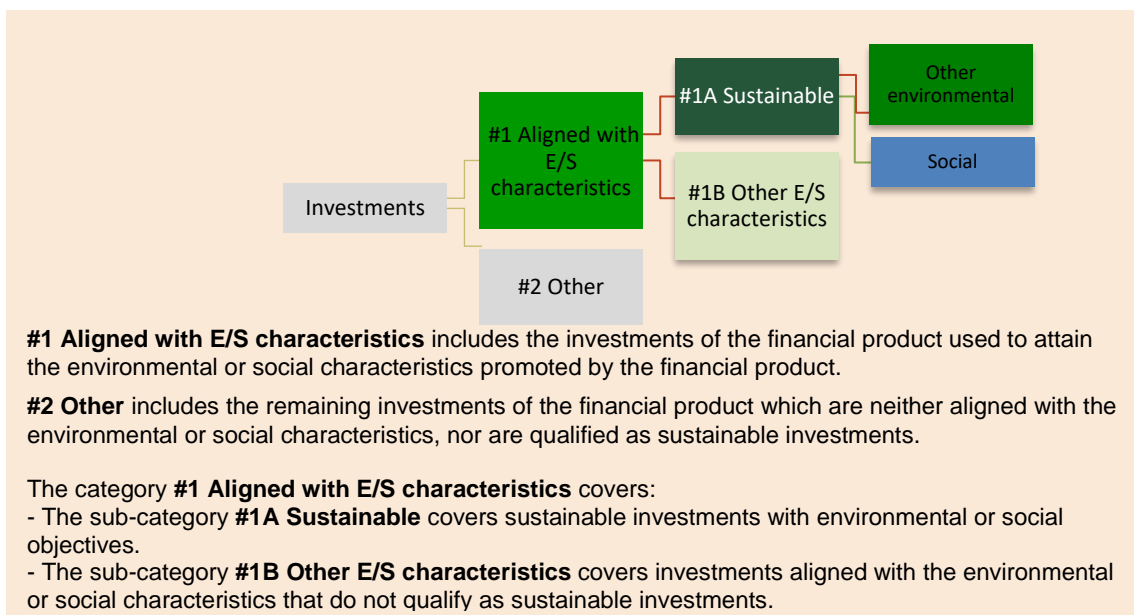 Investments
#1 Aligned with
E/S
characteristics
#2 Other
#1A Sustainable
#1B Other E/S
characteristics
Other
environmental
Social
#1 Aligned with E/S characteristics includes the investments of the financial product used to attain
the environmental or social characteristics promoted by the financial product.
#2 Other includes the remaining investments of the financial product which are neither aligned with the
environmental or social characteristics, nor are qualified as sustainable investments.
The category #1 Aligned with E/S characteristics covers:
- The sub-category #1A Sustainable covers sustainable investments with environmental or social
objectives.
- The sub-category #1B Other E/S characteristics covers investments aligned with the environmental
or social characteristics that do not qualify as sustainable investments.